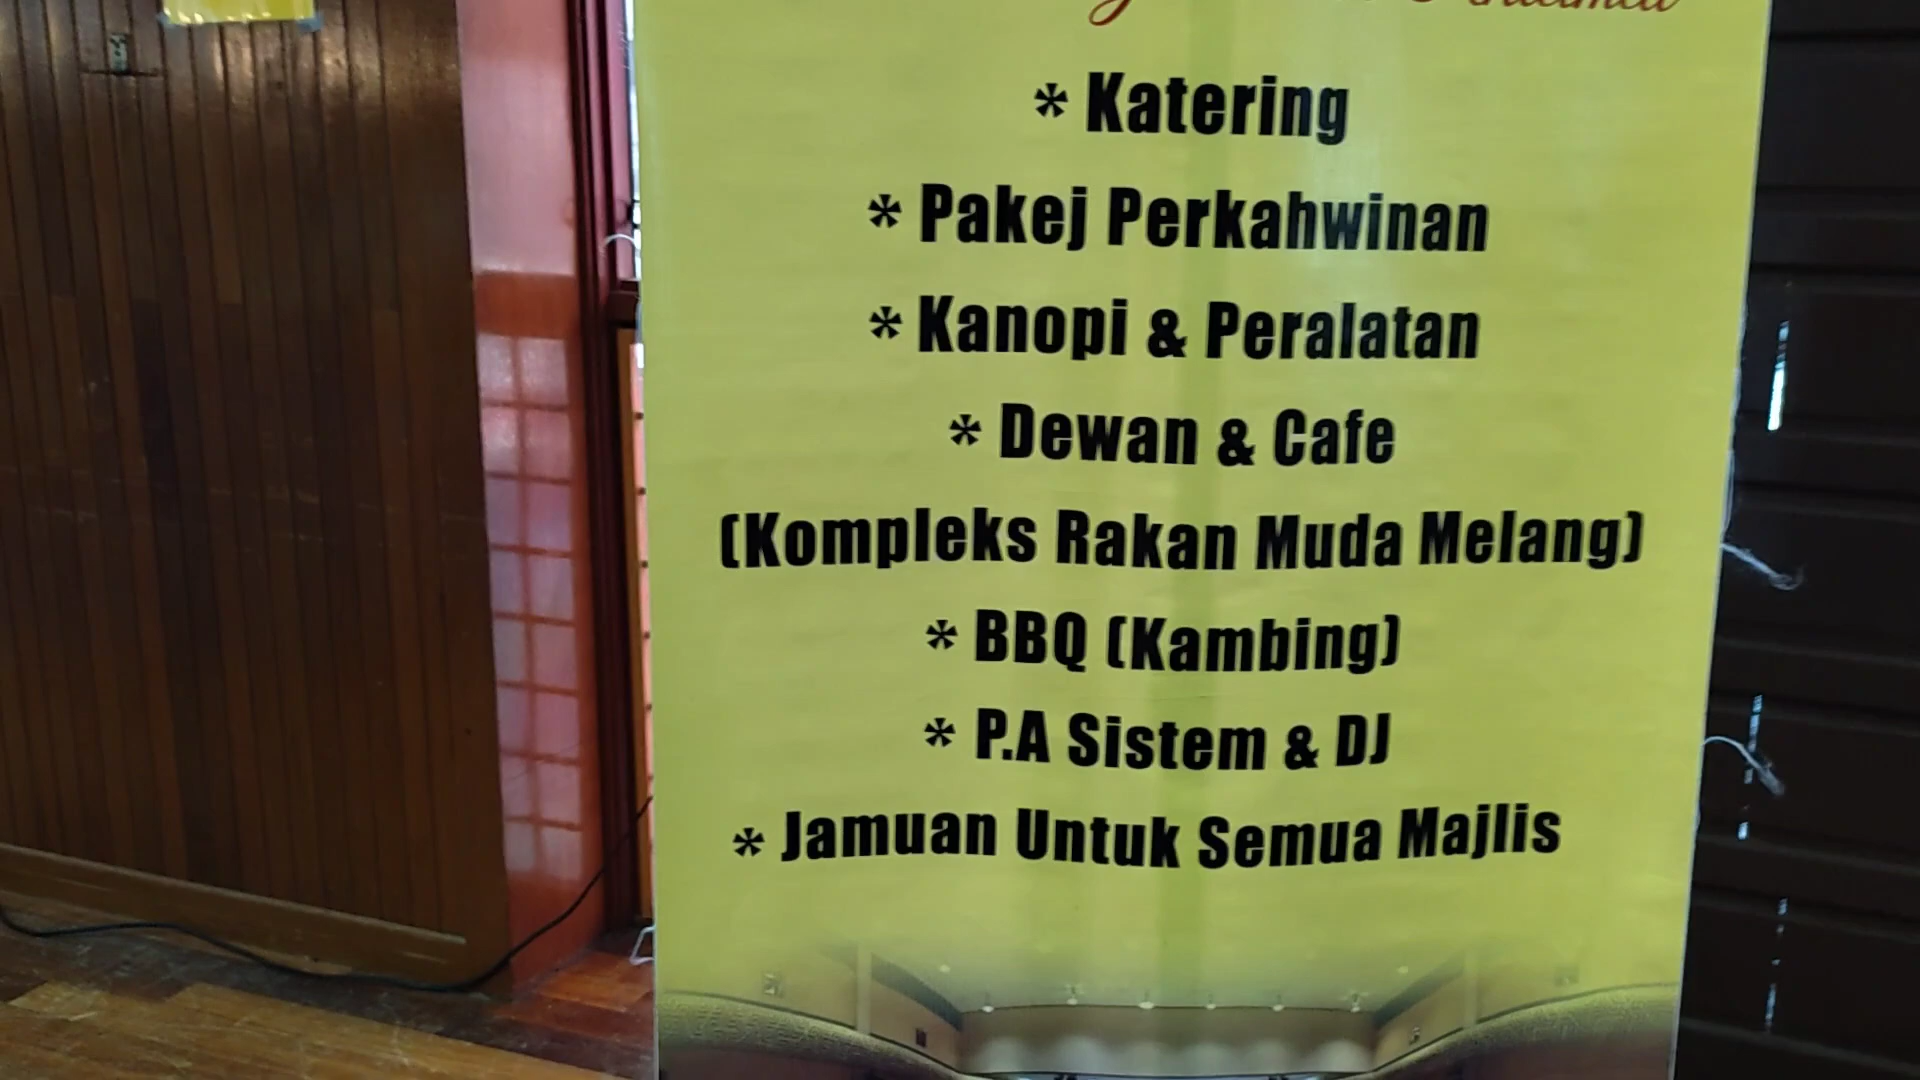 * Katering
* Pakej Perkahwinan
* Kanopi & Peralatan
* Dewan & Cafe
(Kompleks Rakan Muda Melang)
* BBQ (Kambing)
* P.A Sistem & DJ
* Jamuan Untuk Semua Majlis